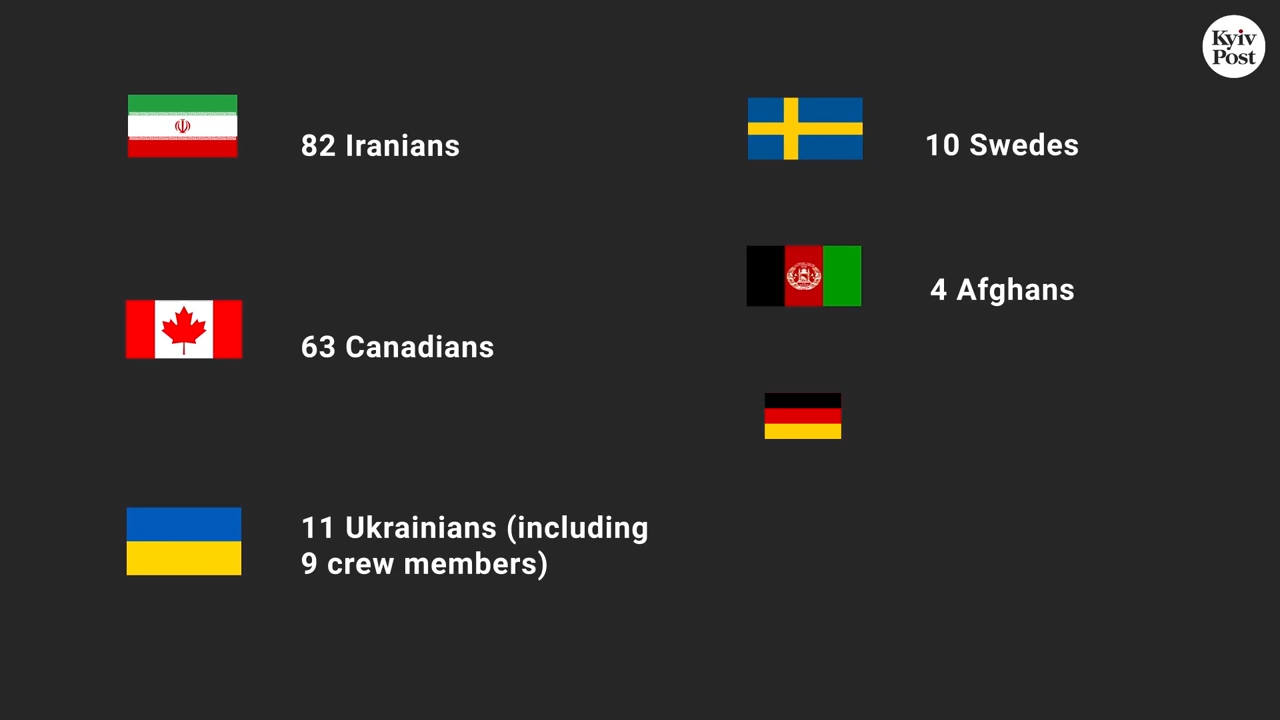 Kyiv
Post
82 Iranians
63 Canadians
11 Ukrainians (including
9 crew members)
10 Swedes
4 Afghans